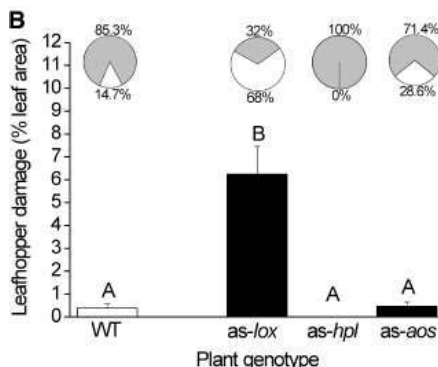 B
85.3% 32% 100% 71.4%
14.7% 68% 0% 28.6%
Leafhopper damage (% leaf area)
12
11
10
9
8
7
6
5
4
3
2
1
0
A B A A
WT as-lox as-hpl as-aos
Plant genotype